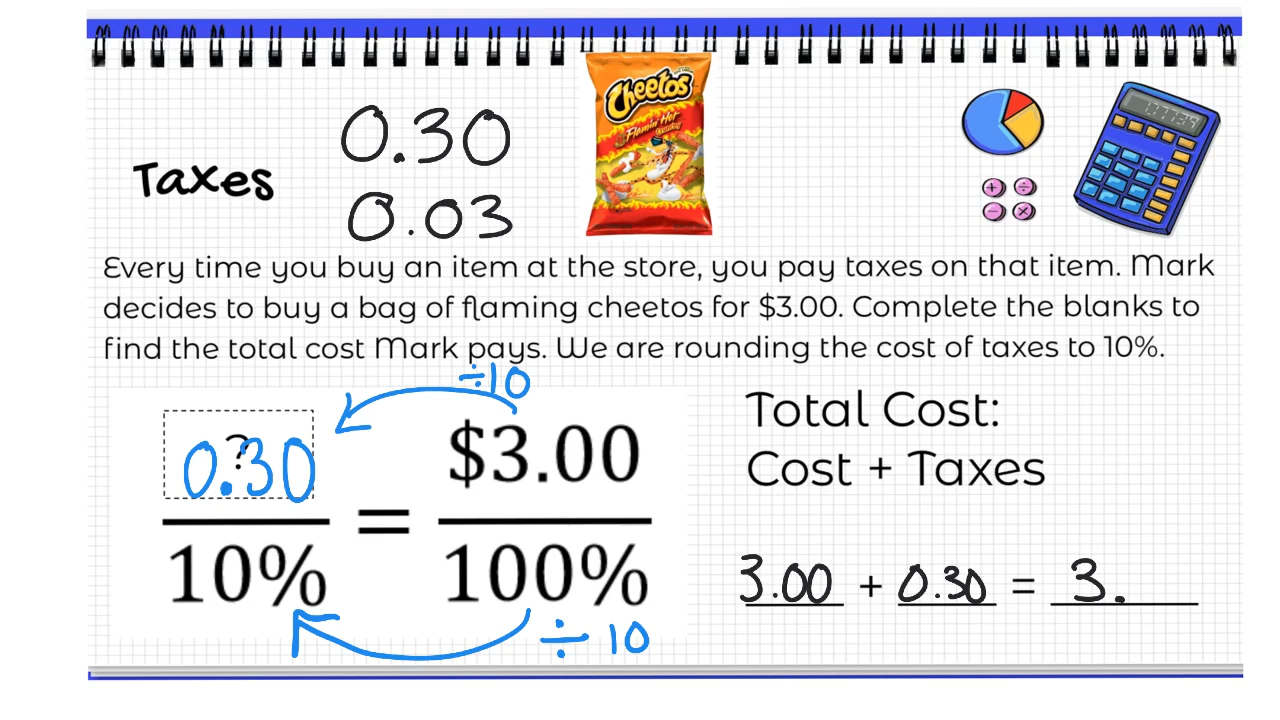 Cheetos
Flamin' Hot
Crunchy
0.30
Taxes
0.03
+ ÷
− ×
Every time you buy an item at the store, you pay taxes on that item. Mark
decides to buy a bag of flaming cheetos for $3.00. Complete the blanks to
find the total cost Mark pays. We are rounding the cost of taxes to 10%.
÷10
?
0.30
10%
=
$3.00
100%
÷ 10
Total Cost:
Cost + Taxes
3.00 + 0.30 = 3.